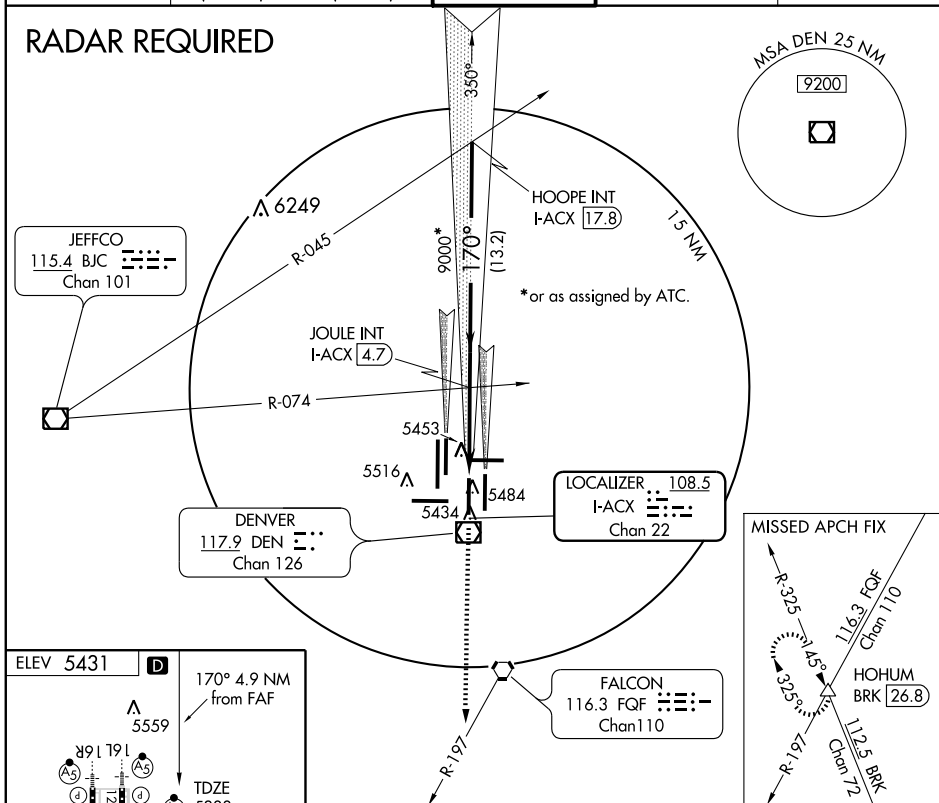 RADAR REQUIRED
MSA DEN 25 NM
9200
350°
HOOPE INT
I-ACX 17.8
15 NM
6249
R-045
9000*
170°
(13.2)
*or as assigned by ATC.
JEFFCO
115.4 BJC
Chan 101
JOULE INT
I-ACX 4.7
R-074
5453
5516
5484
5434
LOCALIZER 108.5
I-ACX
Chan 22
DENVER
117.9 DEN
Chan 126
MISSED APCH FIX
R-325
116.3 FQF
Chan 110
145°
325°
HOHUM
BRK 26.8
R-197
112.5 BRK
Chan 72
FALCON
116.3 FQF
Chan110
R-197
ELEV 5431
D
170° 4.9 NM
from FAF
5559
16R
16L
A5
A5
P
P
TDZE